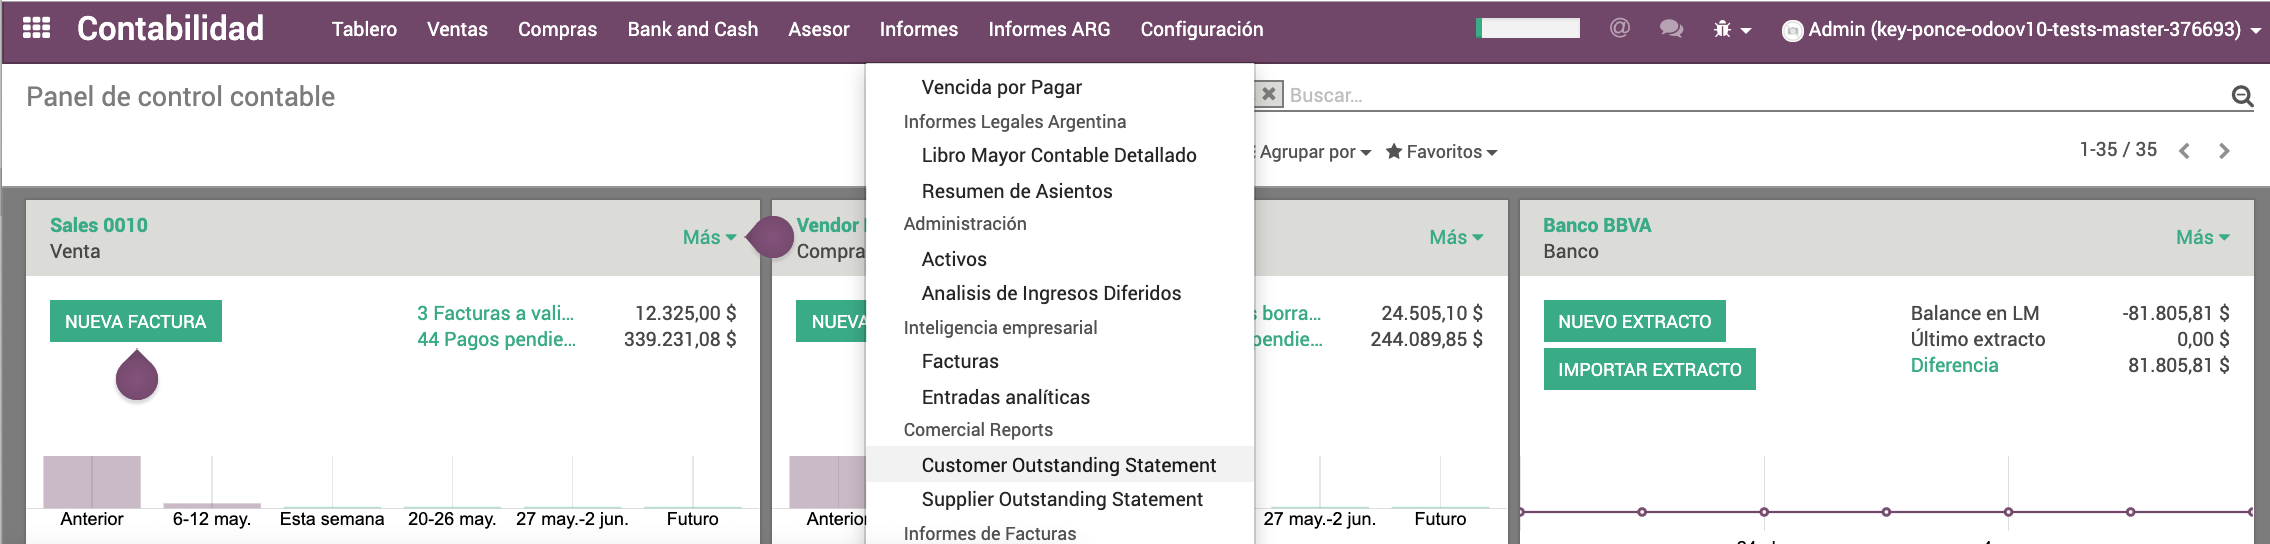 Contabilidad Tablero Ventas Compras Bank and Cash Asesor Informes Informes ARG Configuración @ Admin (key-ponce-odoov10-tests-master-376693)
Panel de control contable
Buscar...
Agrupar por Favoritos
1-35 / 35
Vencida por Pagar
Informes Legales Argentina
Libro Mayor Contable Detallado
Resumen de Asientos
Administración
Activos
Analisis de Ingresos Diferidos
Inteligencia empresarial
Facturas
Entradas analíticas
Comercial Reports
Customer Outstanding Statement
Supplier Outstanding Statement
Informes de Facturas
Sales 0010
Venta
Más
NUEVA FACTURA
3 Facturas a vali... 12.325,00 $
44 Pagos pendie... 339.231,08 $
Anterior 6-12 may. Esta semana 20-26 may. 27 may.-2 jun. Futuro
Vendor
Compra
Más
NUEVA
borra... 24.505,10 $
pendie... 244.089,85 $
Anterior 27 may.-2 jun. Futuro
Banco BBVA
Banco
Más
NUEVO EXTRACTO
IMPORTAR EXTRACTO
Balance en LM -81.805,81 $
Último extracto 0,00 $
Diferencia 81.805,81 $